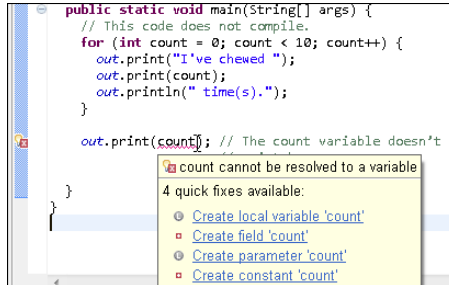 public static void main(String[] args) {
// This code does not compile.
for (int count = 0; count < 10; count++) {
out.print("I've chewed ");
out.print(count);
out.println(" time(s).");
}
out.print(count); // The count variable doesn't
count cannot be resolved to a variable
4 quick fixes available:
Create local variable 'count'
Create field 'count'
Create parameter 'count'
Create constant 'count'
}
}